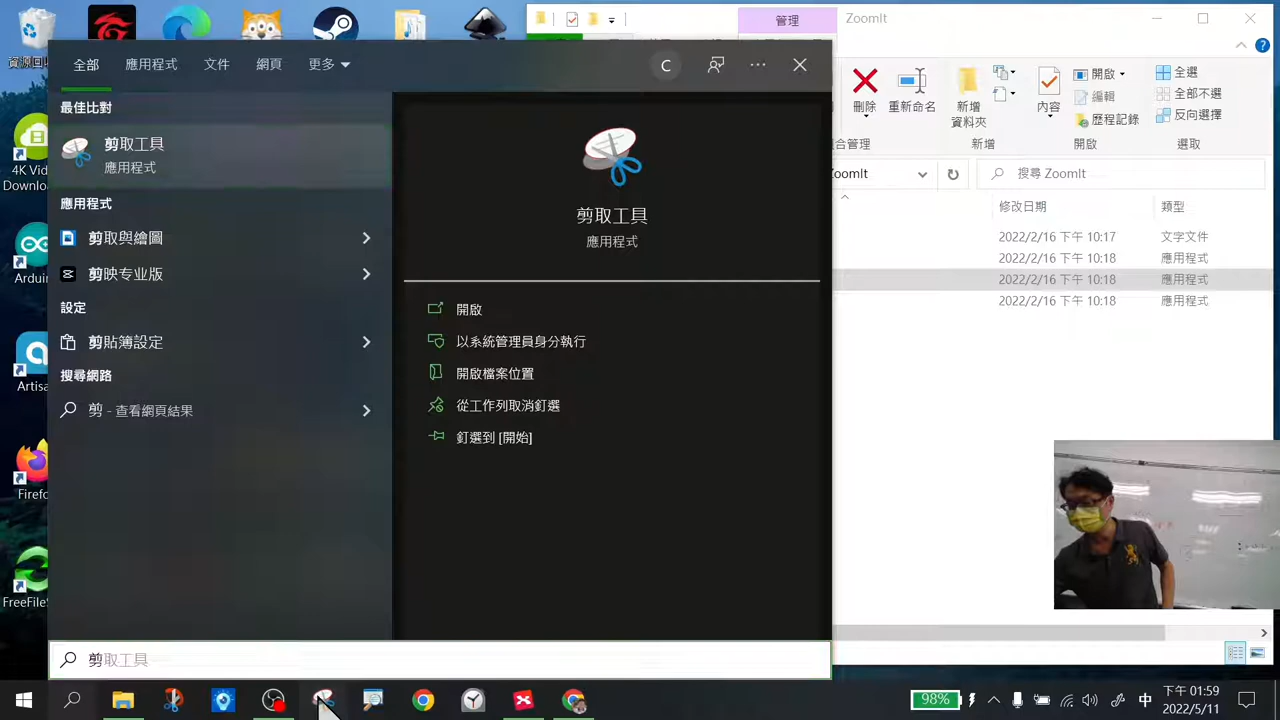 資源回
4K Vid
Downloa
Arduin
Artisa
Firefo
FreeFileS
全部
應用程式
文件
網頁
更多
C
最佳比對
剪取工具
應用程式
應用程式
剪取與繪圖
剪映专业版
設定
剪貼簿設定
搜尋網路
剪 - 查看網頁結果
剪取工具
應用程式
開啟
以系統管理員身分執行
開啟檔案位置
從工作列取消釘選
釘選到 [開始]
剪取工具
管理
ZoomIt
刪除
重新命名
新增
資料夾
內容
開啟
編輯
歷程記錄
全選
全部不選
反向選擇
合管理
新增
開啟
選取
ZoomIt
搜尋 ZoomIt
修改日期
類型
2022/2/16 下午 10:17
文字文件
2022/2/16 下午 10:18
應用程式
2022/2/16 下午 10:18
應用程式
2022/2/16 下午 10:18
應用程式
98%
中
下午 01:59
2022/5/11